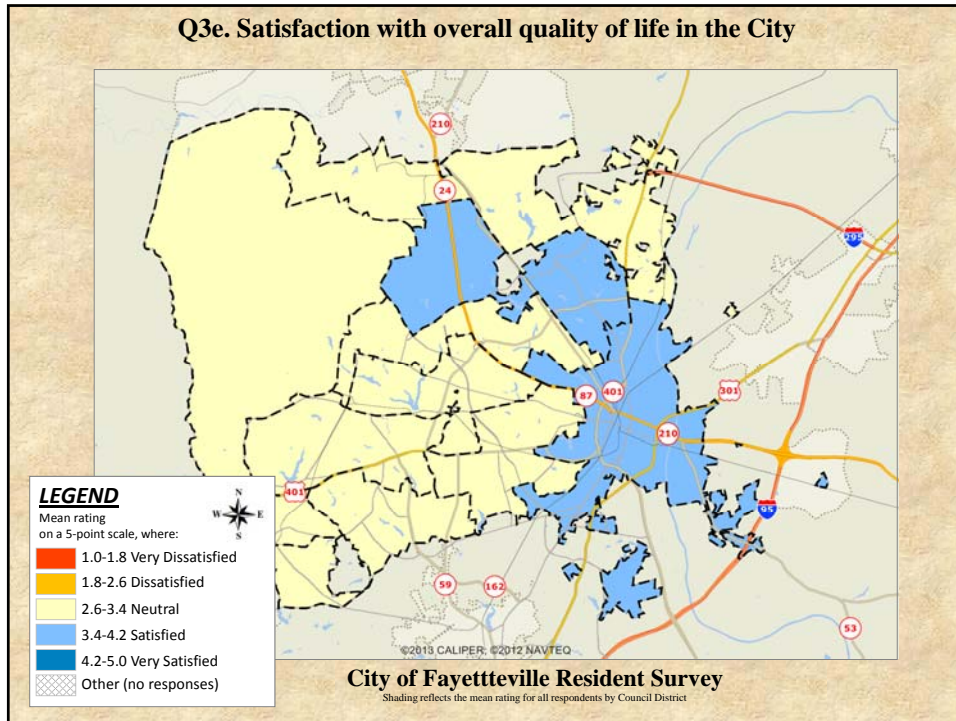 Q3e. Satisfaction with overall quality of life in the City
210
24
295
87
401
301
210
401
95
59
162
53
LEGEND
Mean rating
on a 5-point scale, where:
N
W E
S
1.0-1.8 Very Dissatisfied
1.8-2.6 Dissatisfied
2.6-3.4 Neutral
3.4-4.2 Satisfied
4.2-5.0 Very Satisfied
Other (no responses)
©2013 CALIPER; ©2012 NAVTEQ
City of Fayettteville Resident Survey
Shading reflects the mean rating for all respondents by Council District